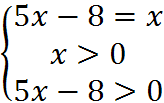 5x − 8 = x
x > 0
5x − 8 > 0